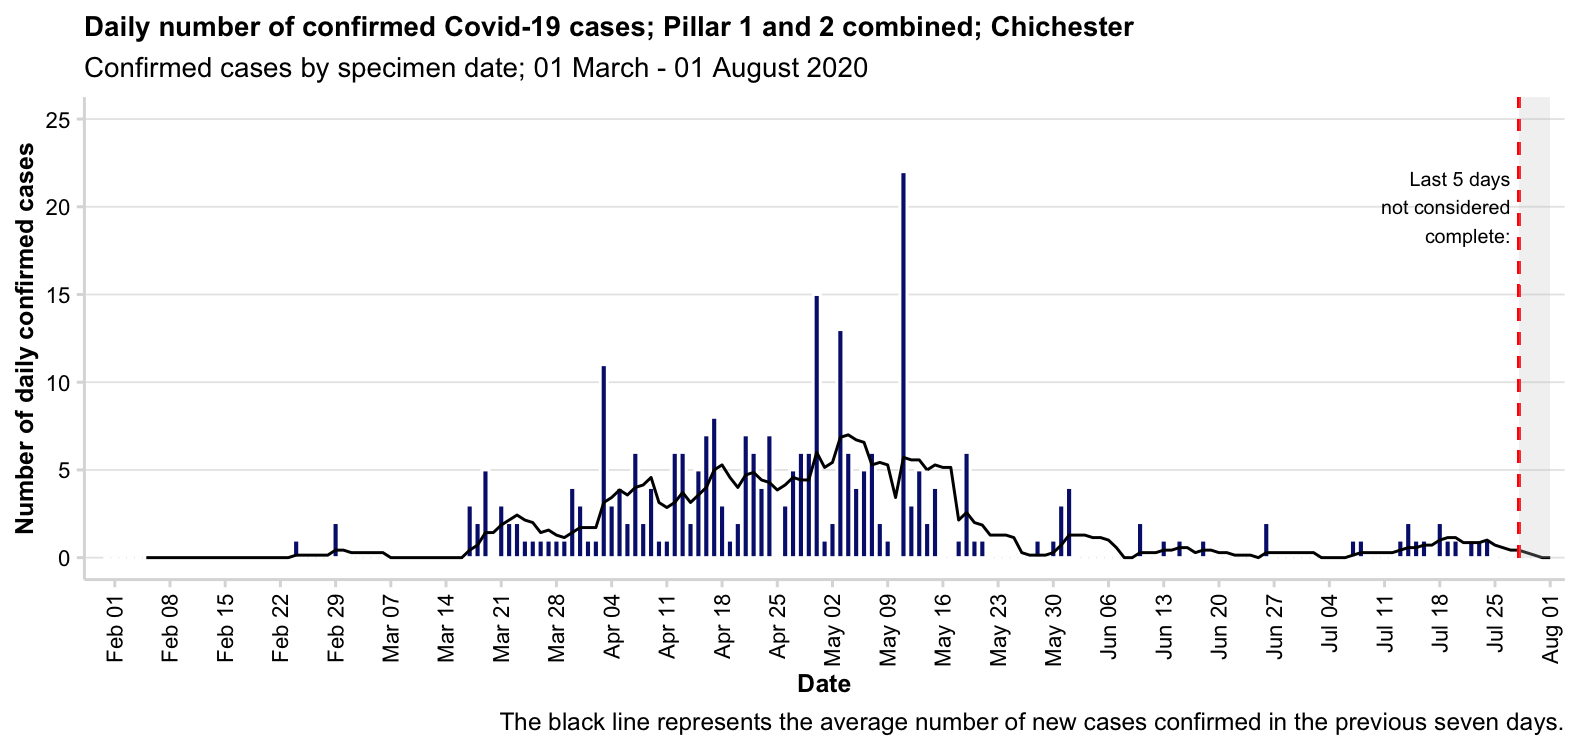 Daily number of confirmed Covid-19 cases; Pillar 1 and 2 combined; Chichester
Confirmed cases by specimen date; 01 March - 01 August 2020
Number of daily confirmed cases
25
20
15
10
5
0
Last 5 days
not considered
complete:
Feb 01
Feb 08
Feb 15
Feb 22
Feb 29
Mar 07
Mar 14
Mar 21
Mar 28
Apr 04
Apr 11
Apr 18
Apr 25
May 02
May 09
May 16
May 23
May 30
Jun 06
Jun 13
Jun 20
Jun 27
Jul 04
Jul 11
Jul 18
Jul 25
Aug 01
Date
The black line represents the average number of new cases confirmed in the previous seven days.